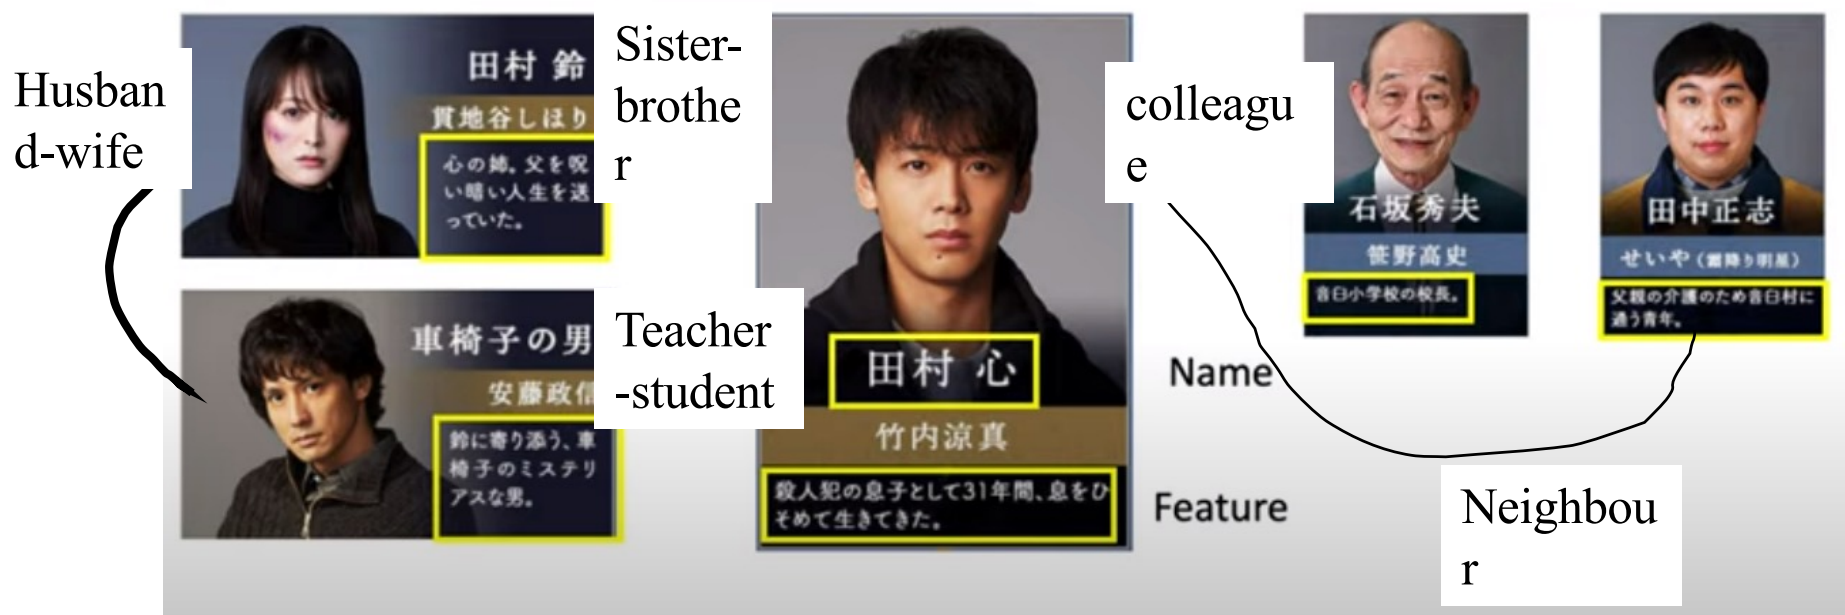 Husban
d-wife
田村 鈴
貫地谷しほり
心の姉。父を呪
い暗い人生を送
っていた。
Sister-
brothe
r
車椅子の男
安藤政信
鈴に寄り添う、車
椅子のミステリ
アスな男。
Teacher
-student
田村 心
竹内涼真
殺人犯の息子として31年間、息をひ
そめて生きてきた。
colleagu
e
石坂秀夫
笹野高史
音臼小学校の校長。
田中正志
せいや（霜降り明星）
父親の介護のため音臼村に
通う青年。
Name
Feature
Neighbou
r